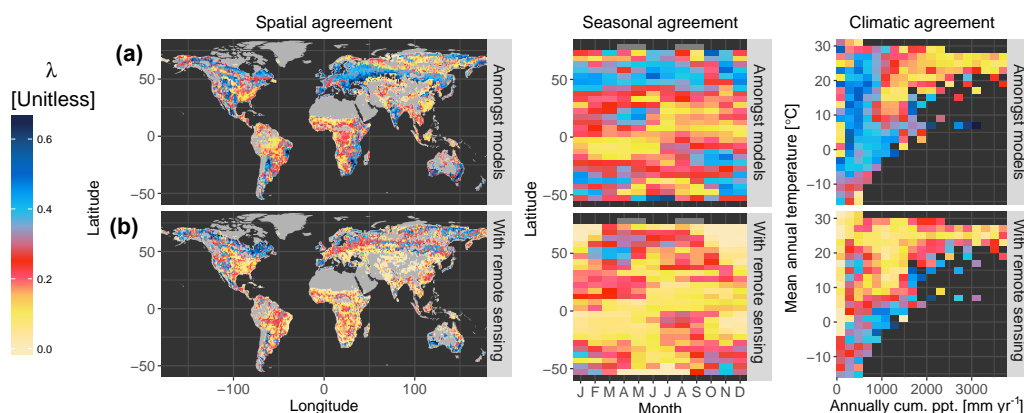 Spatial agreement
Seasonal agreement
Climatic agreement
λ
[Unitless]
0.6
0.4
0.2
0.0
Latitude
(a)
50
0
−50
Amongst models
(b)
50
0
−50
With remote sensing
−100
0
100
Longitude
Latitude
50
0
−50
Amongst models
50
0
−50
With remote sensing
J F M A M J J A S O N D
Month
Mean annual temperature [°C]
30
20
10
0
−10
Amongst models
30
20
10
0
−10
With remote sensing
0
1000
2000
3000
Annually cum. ppt. [mm yr⁻¹]